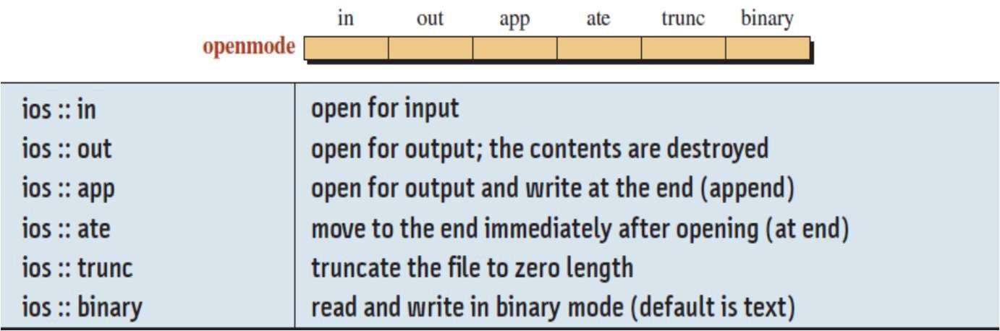 in out app ate trunc binary
openmode
ios :: in open for input
ios :: out open for output; the contents are destroyed
ios :: app open for output and write at the end (append)
ios :: ate move to the end immediately after opening (at end)
ios :: trunc truncate the file to zero length
ios :: binary read and write in binary mode (default is text)